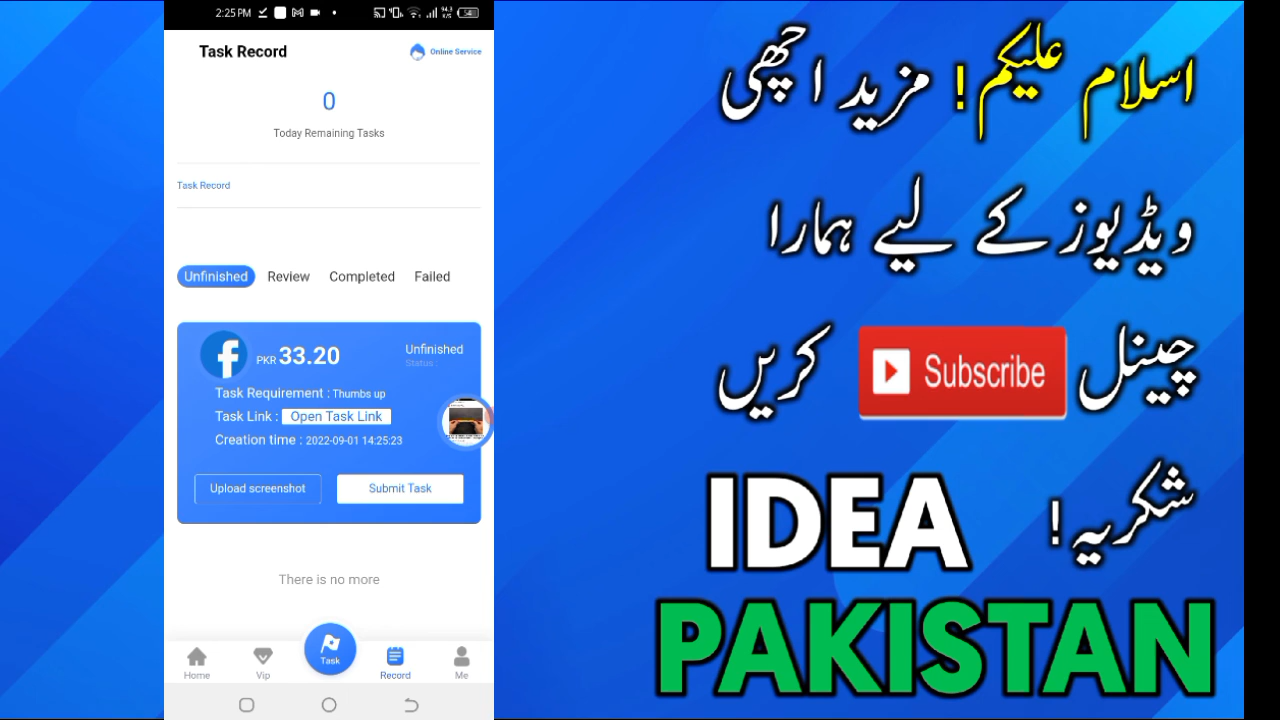 2:25 PM
Task Record
Online Service
0
Today Remaining Tasks
Task Record
Unfinished Review Completed Failed
PKR 33.20
Unfinished
Status :
Task Requirement : Thumbs up
Task Link : Open Task Link
Creation time : 2022-09-01 14:25:23
Upload screenshot Submit Task
There is no more
Home Vip Task Record Me
اسلام علیکم! مزید اچھی
ویڈیوز کے لیے ہمارا
چینل Subscribe کریں
شکریہ!
IDEA
PAKISTAN